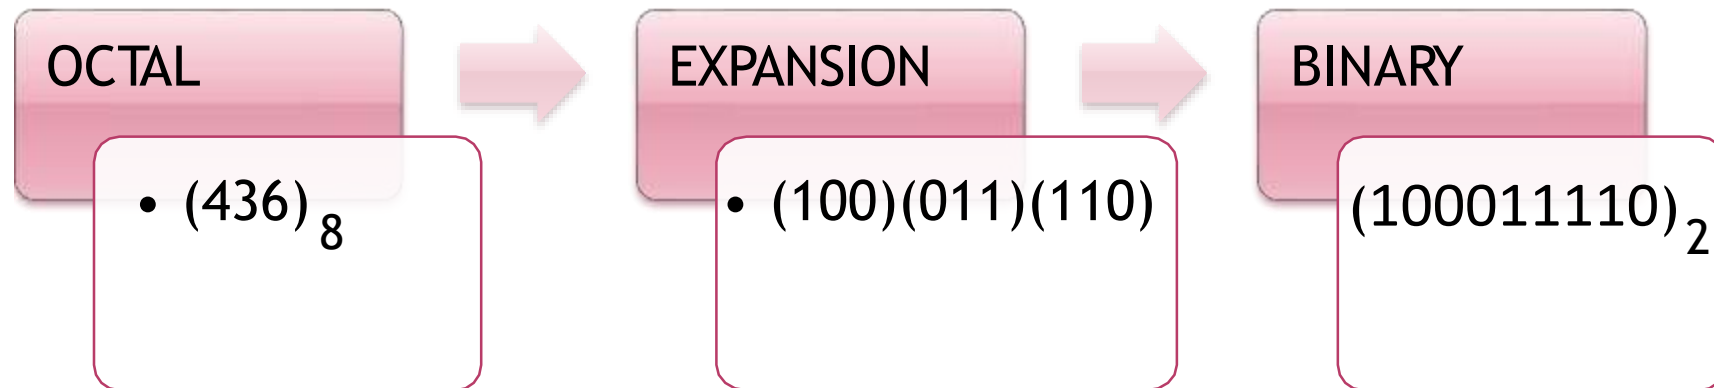 OCTAL
• (436)8
EXPANSION
• (100)(011)(110)
BINARY
(100011110)2